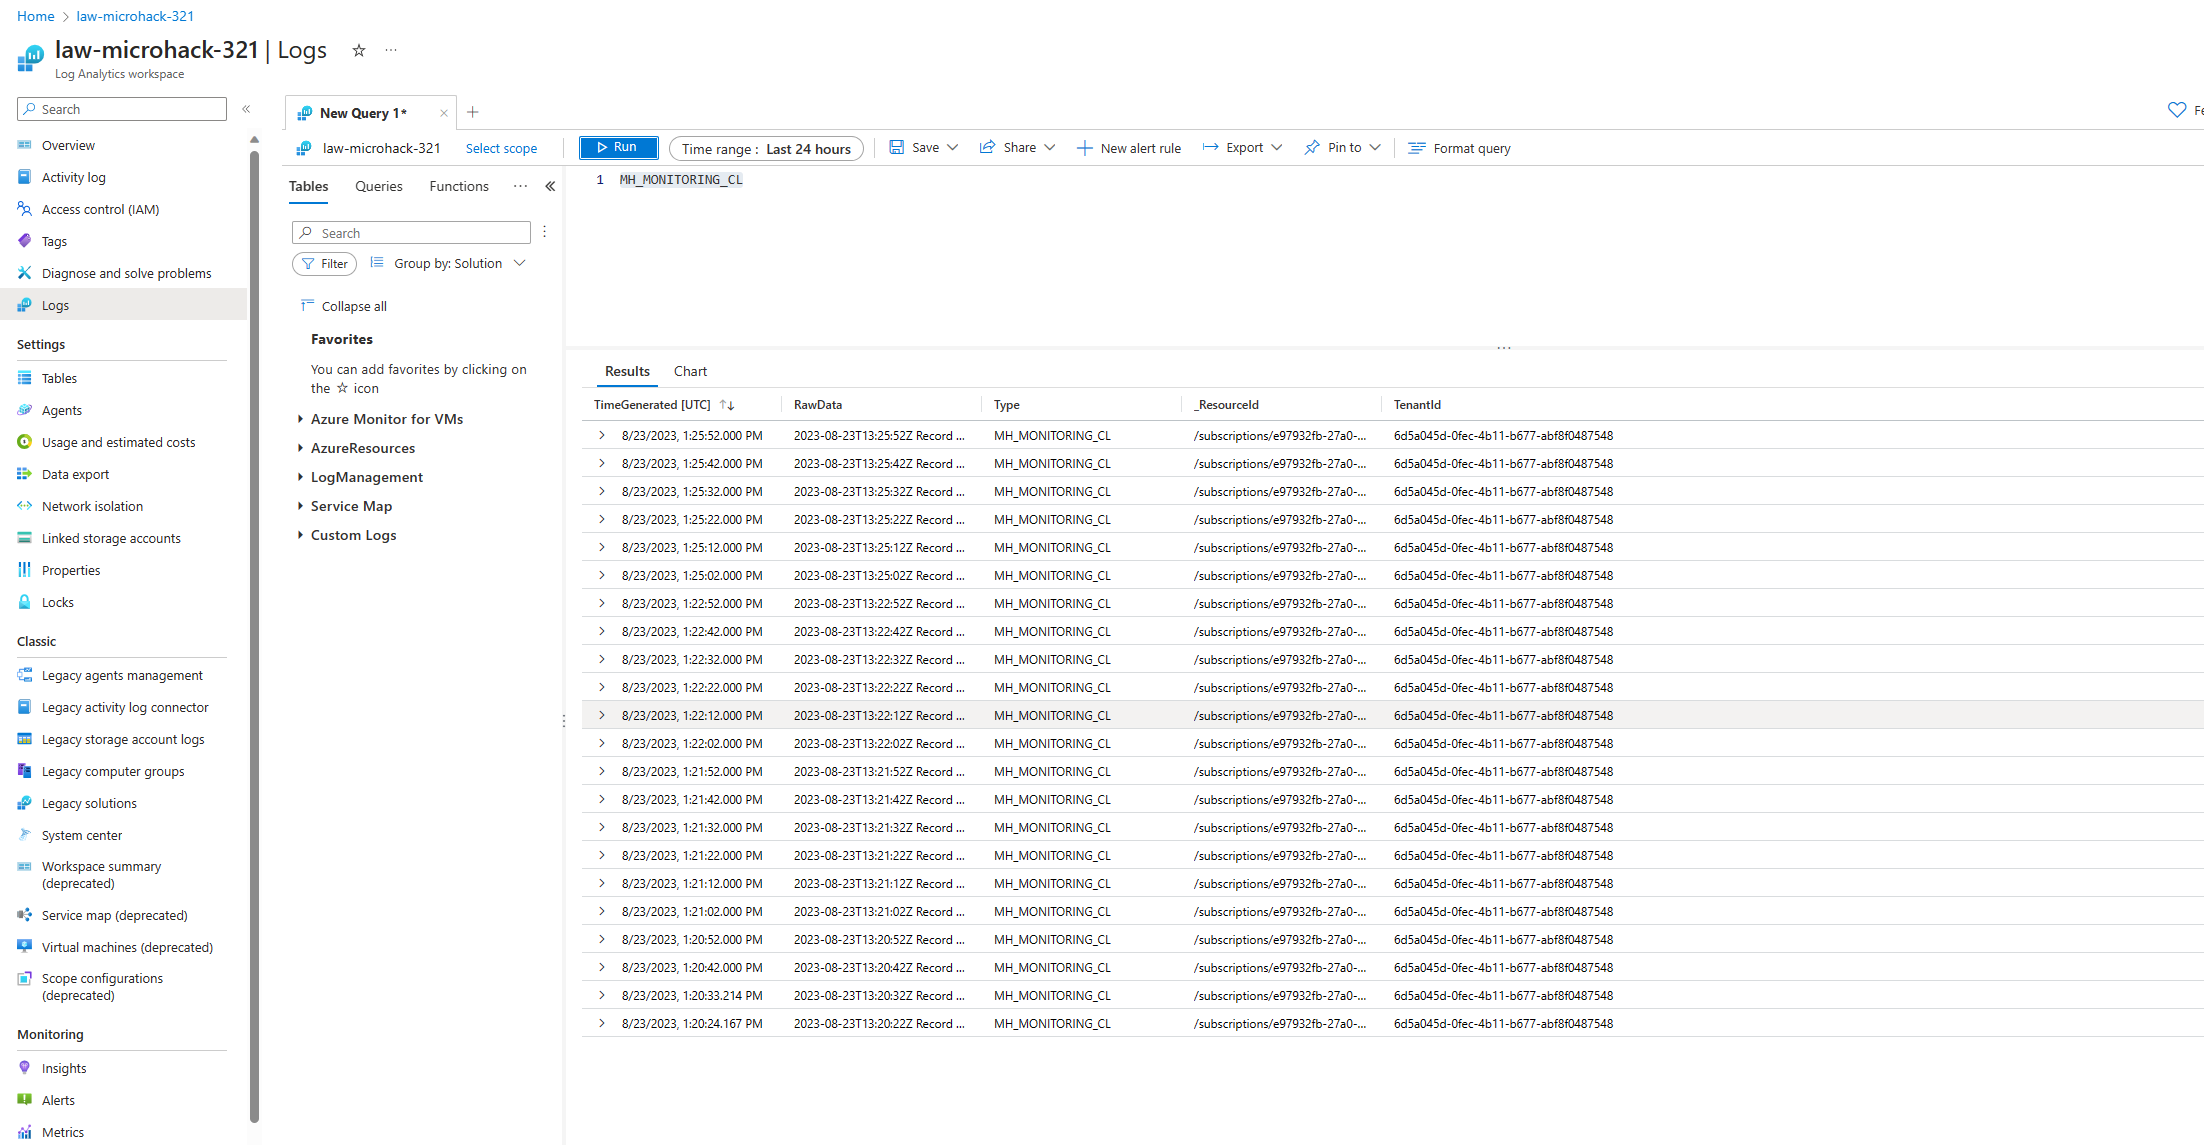 Home > law-microhack-321
law-microhack-321 | Logs ☆ ...
Log Analytics workspace
Search «
Overview
Activity log
Access control (IAM)
Tags
Diagnose and solve problems
Logs
Settings
Tables
Agents
Usage and estimated costs
Data export
Network isolation
Linked storage accounts
Properties
Locks
Classic
Legacy agents management
Legacy activity log connector
Legacy storage account logs
Legacy computer groups
Legacy solutions
System center
Workspace summary
(deprecated)
Service map (deprecated)
Virtual machines (deprecated)
Scope configurations
(deprecated)
Monitoring
Insights
Alerts
Metrics
New Query 1* × +
Fe
law-microhack-321 Select scope Run Time range : Last 24 hours Save Share New alert rule Export Pin to Format query
Tables Queries Functions ... «
Search
Filter Group by: Solution
Collapse all
Favorites
You can add favorites by clicking on
the ☆ icon
Azure Monitor for VMs
AzureResources
LogManagement
Service Map
Custom Logs
1 MH_MONITORING_CL
Results Chart
TimeGenerated [UTC] RawData Type _ResourceId TenantId
8/23/2023, 1:25:52.000 PM 2023-08-23T13:25:52Z Record ... MH_MONITORING_CL /subscriptions/e97932fb-27a0-... 6d5a045d-0fec-4b11-b677-abf8f0487548
8/23/2023, 1:25:42.000 PM 2023-08-23T13:25:42Z Record ... MH_MONITORING_CL /subscriptions/e97932fb-27a0-... 6d5a045d-0fec-4b11-b677-abf8f0487548
8/23/2023, 1:25:32.000 PM 2023-08-23T13:25:32Z Record ... MH_MONITORING_CL /subscriptions/e97932fb-27a0-... 6d5a045d-0fec-4b11-b677-abf8f0487548
8/23/2023, 1:25:22.000 PM 2023-08-23T13:25:22Z Record ... MH_MONITORING_CL /subscriptions/e97932fb-27a0-... 6d5a045d-0fec-4b11-b677-abf8f0487548
8/23/2023, 1:25:12.000 PM 2023-08-23T13:25:12Z Record ... MH_MONITORING_CL /subscriptions/e97932fb-27a0-... 6d5a045d-0fec-4b11-b677-abf8f0487548
8/23/2023, 1:25:02.000 PM 2023-08-23T13:25:02Z Record ... MH_MONITORING_CL /subscriptions/e97932fb-27a0-... 6d5a045d-0fec-4b11-b677-abf8f0487548
8/23/2023, 1:22:52.000 PM 2023-08-23T13:22:52Z Record ... MH_MONITORING_CL /subscriptions/e97932fb-27a0-... 6d5a045d-0fec-4b11-b677-abf8f0487548
8/23/2023, 1:22:42.000 PM 2023-08-23T13:22:42Z Record ... MH_MONITORING_CL /subscriptions/e97932fb-27a0-... 6d5a045d-0fec-4b11-b677-abf8f0487548
8/23/2023, 1:22:32.000 PM 2023-08-23T13:22:32Z Record ... MH_MONITORING_CL /subscriptions/e97932fb-27a0-... 6d5a045d-0fec-4b11-b677-abf8f0487548
8/23/2023, 1:22:22.000 PM 2023-08-23T13:22:22Z Record ... MH_MONITORING_CL /subscriptions/e97932fb-27a0-... 6d5a045d-0fec-4b11-b677-abf8f0487548
8/23/2023, 1:22:12.000 PM 2023-08-23T13:22:12Z Record ... MH_MONITORING_CL /subscriptions/e97932fb-27a0-... 6d5a045d-0fec-4b11-b677-abf8f0487548
8/23/2023, 1:22:02.000 PM 2023-08-23T13:22:02Z Record ... MH_MONITORING_CL /subscriptions/e97932fb-27a0-... 6d5a045d-0fec-4b11-b677-abf8f0487548
8/23/2023, 1:21:52.000 PM 2023-08-23T13:21:52Z Record ... MH_MONITORING_CL /subscriptions/e97932fb-27a0-... 6d5a045d-0fec-4b11-b677-abf8f0487548
8/23/2023, 1:21:42.000 PM 2023-08-23T13:21:42Z Record ... MH_MONITORING_CL /subscriptions/e97932fb-27a0-... 6d5a045d-0fec-4b11-b677-abf8f0487548
8/23/2023, 1:21:32.000 PM 2023-08-23T13:21:32Z Record ... MH_MONITORING_CL /subscriptions/e97932fb-27a0-... 6d5a045d-0fec-4b11-b677-abf8f0487548
8/23/2023, 1:21:22.000 PM 2023-08-23T13:21:22Z Record ... MH_MONITORING_CL /subscriptions/e97932fb-27a0-... 6d5a045d-0fec-4b11-b677-abf8f0487548
8/23/2023, 1:21:12.000 PM 2023-08-23T13:21:12Z Record ... MH_MONITORING_CL /subscriptions/e97932fb-27a0-... 6d5a045d-0fec-4b11-b677-abf8f0487548
8/23/2023, 1:21:02.000 PM 2023-08-23T13:21:02Z Record ... MH_MONITORING_CL /subscriptions/e97932fb-27a0-... 6d5a045d-0fec-4b11-b677-abf8f0487548
8/23/2023, 1:20:52.000 PM 2023-08-23T13:20:52Z Record ... MH_MONITORING_CL /subscriptions/e97932fb-27a0-... 6d5a045d-0fec-4b11-b677-abf8f0487548
8/23/2023, 1:20:42.000 PM 2023-08-23T13:20:42Z Record ... MH_MONITORING_CL /subscriptions/e97932fb-27a0-... 6d5a045d-0fec-4b11-b677-abf8f0487548
8/23/2023, 1:20:33.214 PM 2023-08-23T13:20:32Z Record ... MH_MONITORING_CL /subscriptions/e97932fb-27a0-... 6d5a045d-0fec-4b11-b677-abf8f0487548
8/23/2023, 1:20:24.167 PM 2023-08-23T13:20:22Z Record ... MH_MONITORING_CL /subscriptions/e97932fb-27a0-... 6d5a045d-0fec-4b11-b677-abf8f0487548